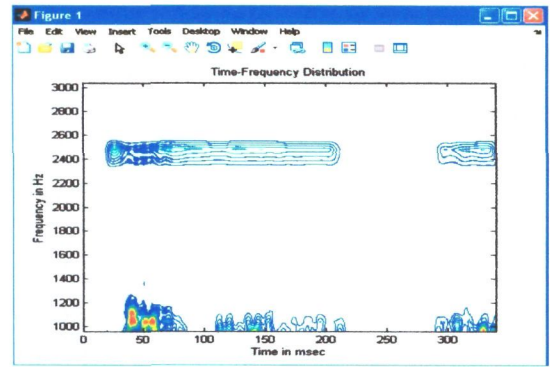 Figure 1
File Edit View Insert Tools Desktop Window Help
Time-Frequency Distribution
3000
2800
2600
2400
2200
2000
1800
1600
1400
1200
1000
Frequency in Hz
0 50 100 150 200 250 300
Time in msec